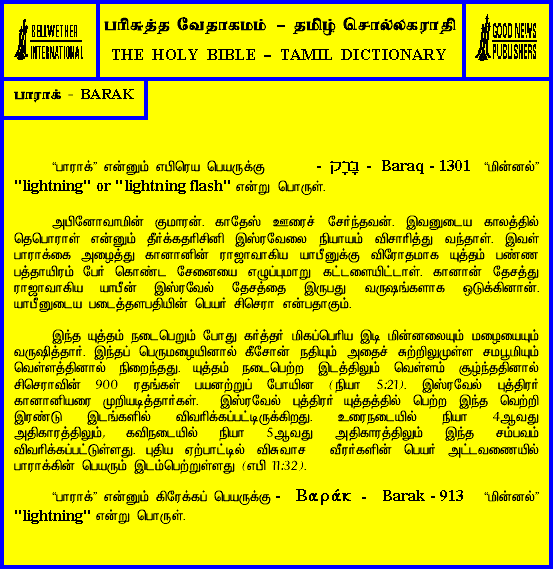 BELLWETHER
INTERNATIONAL
பரிசுத்த வேதாகமம் – தமிழ் சொல்லகராதி
THE HOLY BIBLE – TAMIL DICTIONARY
GOOD NEWS
PUBLISHERS
பாராக் - BARAK
“பாராக்” என்னும் எபிரெய பெயருக்கு - בָּרָק - Baraq - 1301 “மின்னல்”
"lightning" or "lightning flash" என்று பொருள்.
அபினோவாமின் குமாரன். காதேஸ் ஊரைச் சேர்ந்தவன். இவனுடைய காலத்தில்
தெபொராள் என்னும் தீர்க்கதரிசினி இஸ்ரவேலை நியாயம் விசாரித்து வந்தாள். இவள்
பாராக்கை அழைத்து கானானின் ராஜாவாகிய யாபீனுக்கு விரோதமாக யுத்தம் பண்ண
பத்தாயிரம் பேர் கொண்ட சேனையை எழுப்புமாறு கட்டளையிட்டாள். கானான் தேசத்து
ராஜாவாகிய யாபீன் இஸ்ரவேல் தேசத்தை இருபது வருஷங்களாக ஒடுக்கினான்.
யாபீனுடைய படைத்தளபதியின் பெயர் சிசெரா என்பதாகும்.
இந்த யுத்தம் நடைபெறும் போது கர்த்தர் மிகப்பெரிய இடி மின்னலையும் மழையையும்
வருஷித்தார். இந்தப் பெருமழையினால் கீசோன் நதியும் அதைச் சுற்றிலுமுள்ள சமபூமியும்
வெள்ளத்தினால் நிறைந்தது. யுத்தம் நடைபெற்ற இடத்திலும் வெள்ளம் சூழ்ந்ததினால்
சிசெராவின் 900 ரதங்கள் பயனற்றுப் போயின (நியா 5:21). இஸ்ரவேல் புத்திரர்
கானானியரை முறியடித்தார்கள். இஸ்ரவேல் புத்திரர் யுத்தத்தில் பெற்ற இந்த வெற்றி
இரண்டு இடங்களில் விவரிக்கப்பட்டிருக்கிறது. உரைநடையில் நியா 4ஆவது
அதிகாரத்திலும், கவிநடையில் நியா 5ஆவது அதிகாரத்திலும் இந்த சம்பவம்
விவரிக்கப்பட்டுள்ளது. புதிய ஏற்பாட்டில் விசுவாச வீரர்களின் பெயர் அட்டவணையில்
பாராக்கின் பெயரும் இடம்பெற்றுள்ளது (எபி 11:32).
“பாராக்” என்னும் கிரேக்கப் பெயருக்கு - Βαράκ - Barak - 913 “மின்னல்”
"lightning" என்று பொருள்.